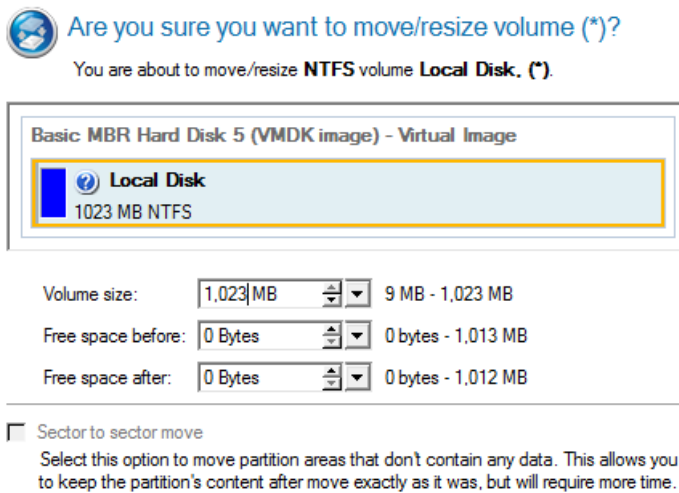 Are you sure you want to move/resize volume (*)?
You are about to move/resize NTFS volume Local Disk, (*).
Basic MBR Hard Disk 5 (VMDK image) - Virtual Image
Local Disk
1023 MB NTFS
Volume size: 1,023 MB 9 MB - 1,023 MB
Free space before: 0 Bytes 0 bytes - 1,013 MB
Free space after: 0 Bytes 0 bytes - 1,012 MB
Sector to sector move
Select this option to move partition areas that don't contain any data. This allows you
to keep the partition's content after move exactly as it was, but will require more time.